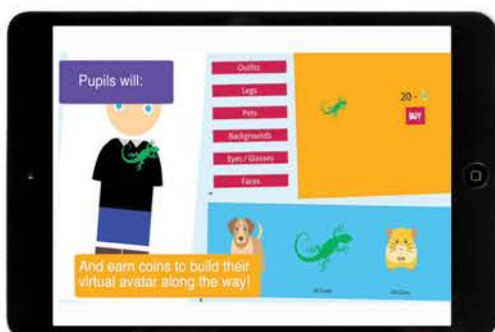 Pupils will:
Outfits
Legs
Pets
Backgrounds
Eyes / Glasses
Faces
20 -
BUY
And earn coins to build their
virtual avatar along the way!